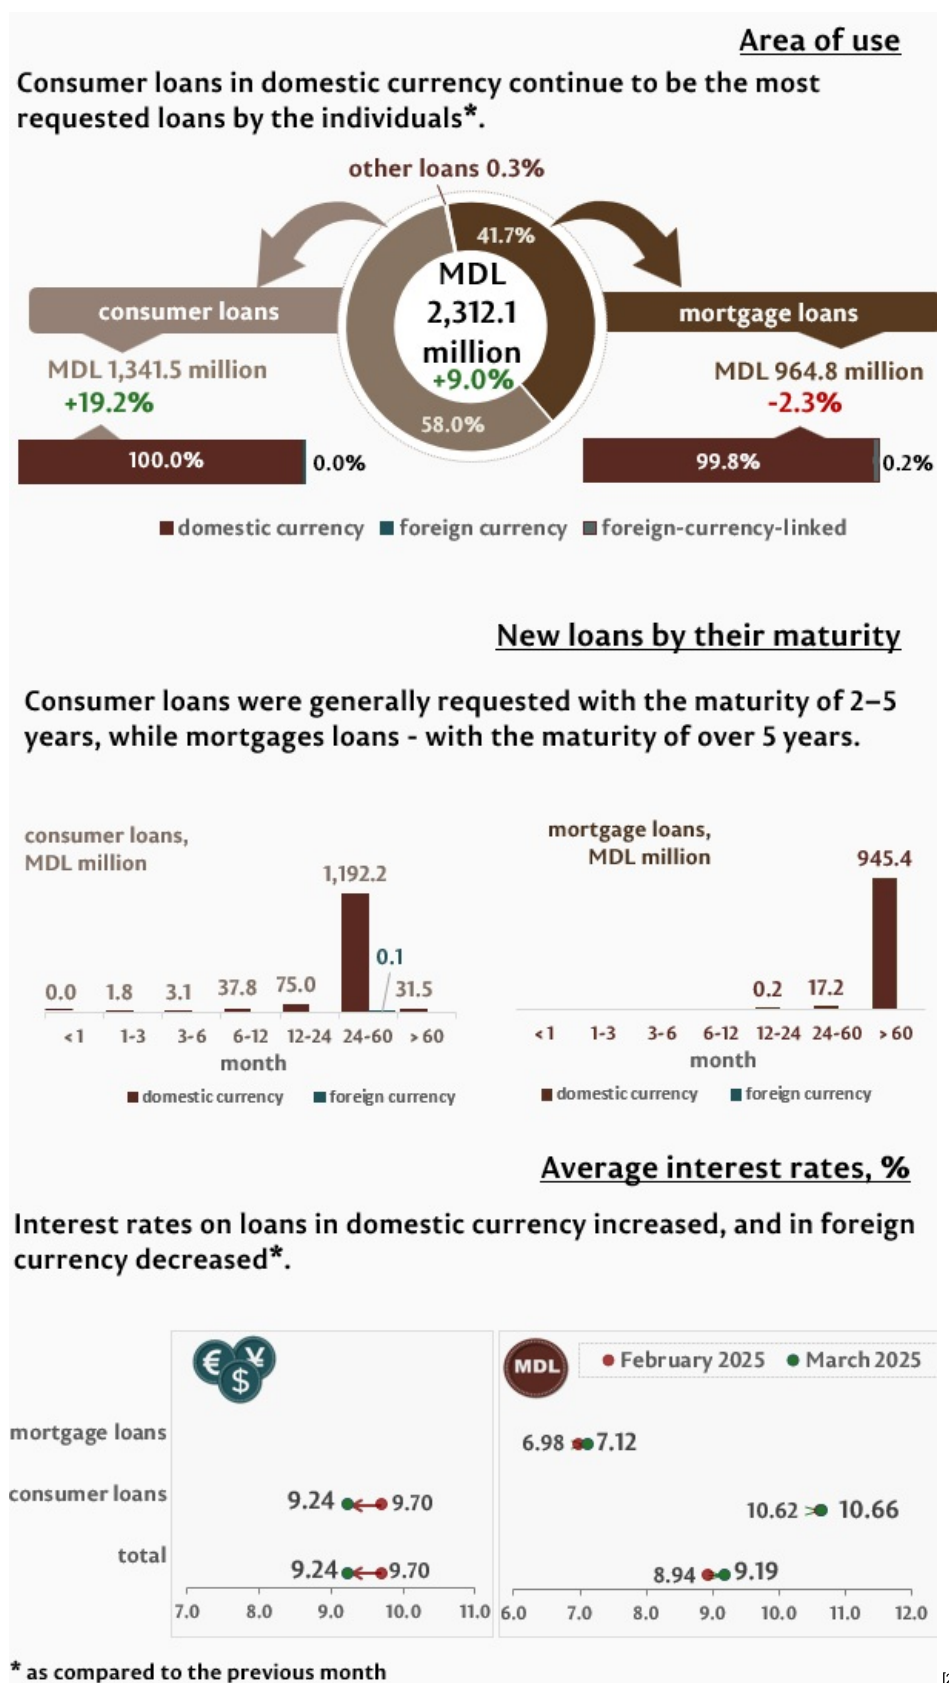 Area of use
Consumer loans in domestic currency continue to be the most
requested loans by the individuals*.
other loans 0.3%
41.7%
MDL
2,312.1
million
+9.0%
58.0%
consumer loans
MDL 1,341.5 million
+19.2%
100.0%
0.0%
mortgage loans
MDL 964.8 million
-2.3%
99.8%
0.2%
domestic currency foreign currency foreign-currency-linked
New loans by their maturity
Consumer loans were generally requested with the maturity of 2–5
years, while mortgages loans - with the maturity of over 5 years.
consumer loans,
MDL million
1,192.2
0.1
0.0 1.8 3.1 37.8 75.0 31.5
<1 1-3 3-6 6-12 12-24 24-60 >60
month
domestic currency foreign currency
mortgage loans,
MDL million
945.4
0.2 17.2
<1 1-3 3-6 6-12 12-24 24-60 >60
month
domestic currency foreign currency
Average interest rates, %
Interest rates on loans in domestic currency increased, and in foreign
currency decreased*.
€ ¥ $
MDL
February 2025 March 2025
mortgage loans
6.98 7.12
consumer loans
9.24 9.70
10.62 10.66
total
9.24 9.70
8.94 9.19
7.0 8.0 9.0 10.0 11.0
6.0 7.0 8.0 9.0 10.0 11.0 12.0
* as compared to the previous month